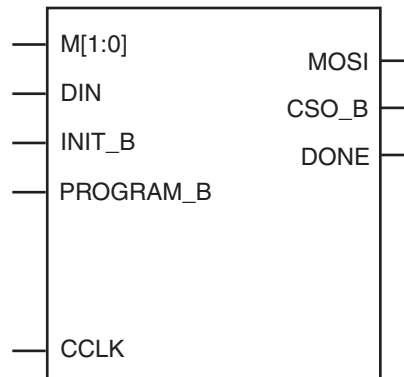 M[1:0]
DIN
INIT_B
PROGRAM_B
CCLK
MOSI
CSO_B
DONE